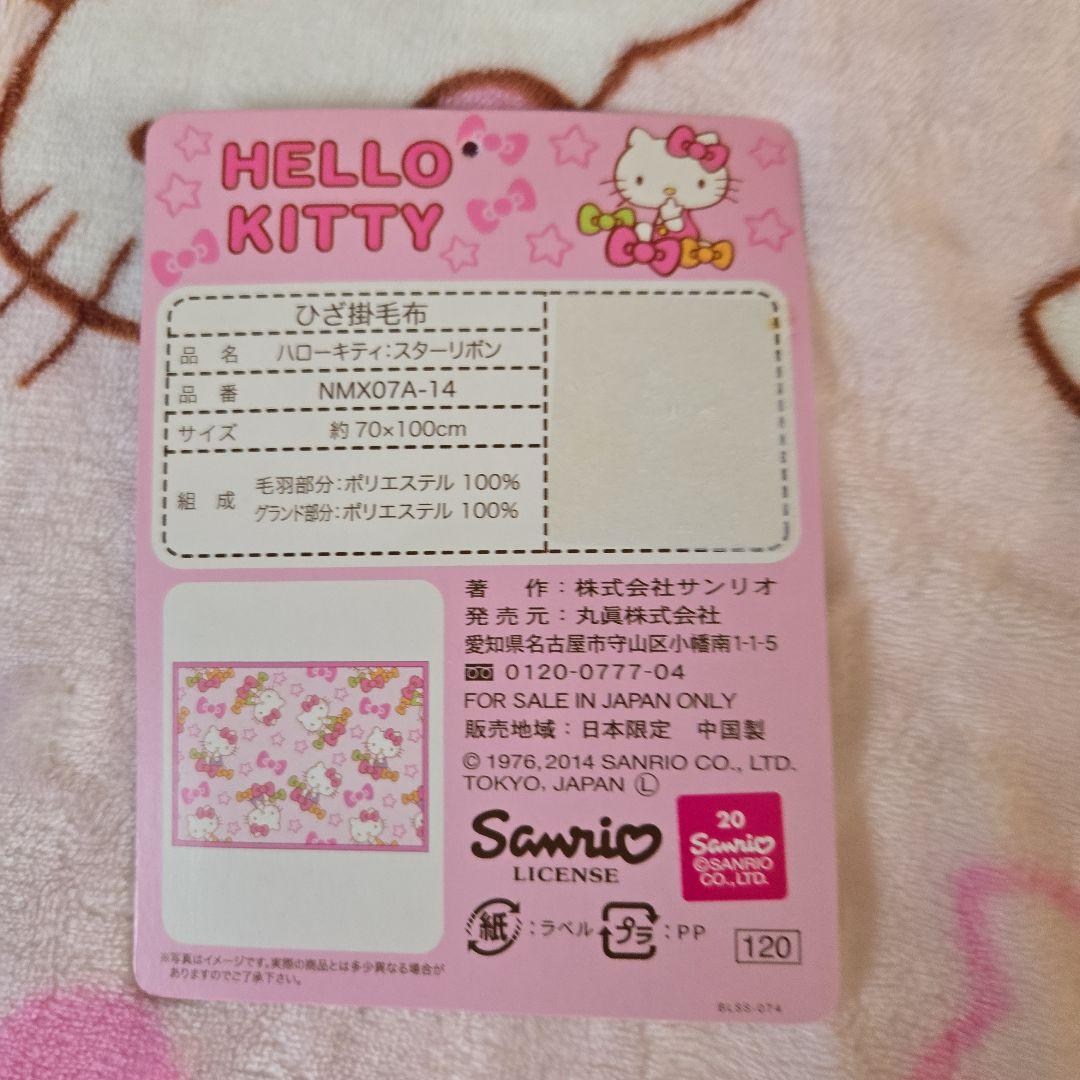 HELLO
KITTY
ひざ掛毛布
品名 ハローキティ:スターリボン
品番 NMX07A-14
サイズ 約70×100cm
組成 毛羽部分:ポリエステル 100%
グランド部分:ポリエステル 100%
著作:株式会社サンリオ
発売元:丸眞株式会社
愛知県名古屋市守山区小幡南1-1-5
0120-0777-04
FOR SALE IN JAPAN ONLY
販売地域:日本限定 中国製
© 1976, 2014 SANRIO CO., LTD.
TOKYO, JAPAN Ⓛ
Sanrio
LICENSE
20
Sanrio
©SANRIO
CO.,LTD.
紙:ラベル プラ:PP
120
※写真はイメージです。実際の商品とは多少異なる場合が
ありますのでご了承下さい。
BLSS-074